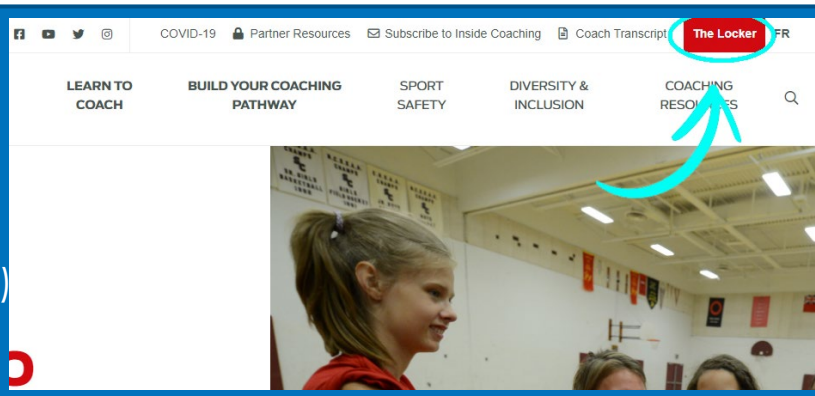 COVID-19 Partner Resources Subscribe to Inside Coaching Coach Transcript The Locker FR
LEARN TO COACH BUILD YOUR COACHING PATHWAY SPORT SAFETY DIVERSITY & INCLUSION COACHING RESOURCES
)